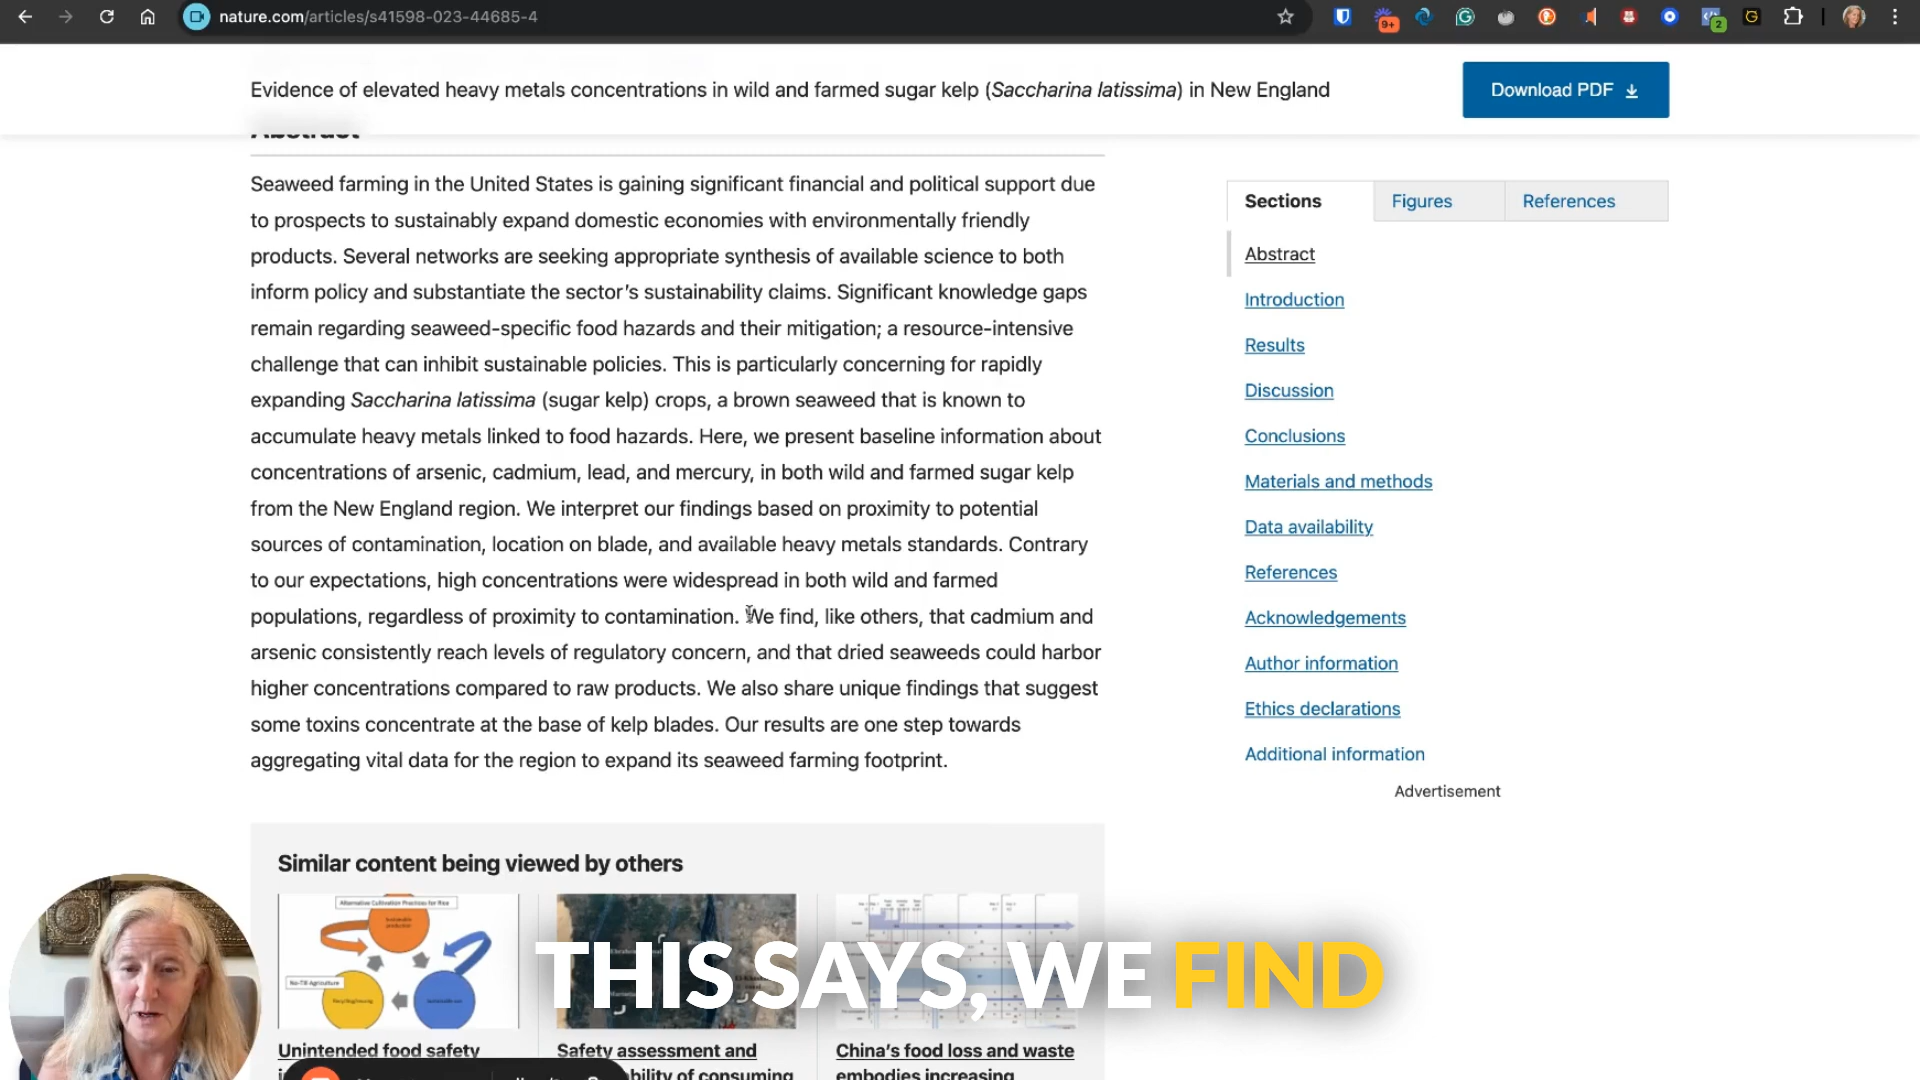 nature.com/articles/s41598-023-44685-4
9+
2
Evidence of elevated heavy metals concentrations in wild and farmed sugar kelp (Saccharina latissima) in New England
Download PDF
Abstract
Seaweed farming in the United States is gaining significant financial and political support due
to prospects to sustainably expand domestic economies with environmentally friendly
products. Several networks are seeking appropriate synthesis of available science to both
inform policy and substantiate the sector's sustainability claims. Significant knowledge gaps
remain regarding seaweed-specific food hazards and their mitigation; a resource-intensive
challenge that can inhibit sustainable policies. This is particularly concerning for rapidly
expanding Saccharina latissima (sugar kelp) crops, a brown seaweed that is known to
accumulate heavy metals linked to food hazards. Here, we present baseline information about
concentrations of arsenic, cadmium, lead, and mercury, in both wild and farmed sugar kelp
from the New England region. We interpret our findings based on proximity to potential
sources of contamination, location on blade, and available heavy metals standards. Contrary
to our expectations, high concentrations were widespread in both wild and farmed
populations, regardless of proximity to contamination. We find, like others, that cadmium and
arsenic consistently reach levels of regulatory concern, and that dried seaweeds could harbor
higher concentrations compared to raw products. We also share unique findings that suggest
some toxins concentrate at the base of kelp blades. Our results are one step towards
aggregating vital data for the region to expand its seaweed farming footprint.
Sections
Figures
References
Abstract
Introduction
Results
Discussion
Conclusions
Materials and methods
Data availability
References
Acknowledgements
Author information
Ethics declarations
Additional information
Advertisement
Similar content being viewed by others
Alternative Cultivation Practices for Rice
No-Till Agriculture
THIS SAYS, WE FIND
Unintended food safety
Safety assessment and
bility of consuming
China's food loss and waste
embodies increasing